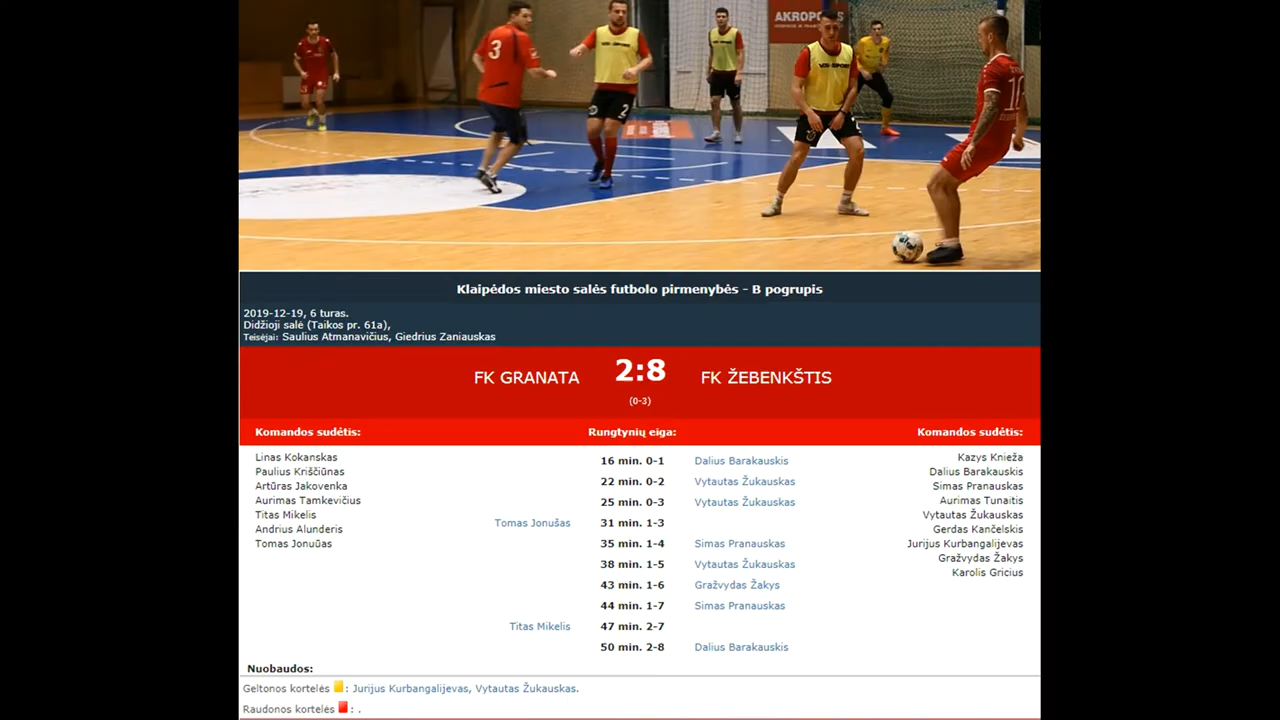 AKROPOLIS
3
VCS-SPORT
2
VCS-SPORT
Klaipėdos miesto salės futbolo pirmenybės - B pogrupis
2019-12-19, 6 turas.
Didžioji salė (Taikos pr. 61a),
Teisėjai: Saulius Atmanavičius, Giedrius Zaniauskas
FK GRANATA 2:8 FK ŽEBENKŠTIS
(0-3)
Komandos sudėtis: Rungtynių eiga: Komandos sudėtis:
Linas Kokanskas
Paulius Kriščiūnas
Artūras Jakovenka
Aurimas Tamkevičius
Titas Mikelis
Andrius Alunderis
Tomas Jonuūas
16 min. 0-1 Dalius Barakauskis
22 min. 0-2 Vytautas Žukauskas
25 min. 0-3 Vytautas Žukauskas
Tomas Jonušas 31 min. 1-3
35 min. 1-4 Simas Pranauskas
38 min. 1-5 Vytautas Žukauskas
43 min. 1-6 Gražvydas Žakys
44 min. 1-7 Simas Pranauskas
Titas Mikelis 47 min. 2-7
50 min. 2-8 Dalius Barakauskis
Kazys Knieža
Dalius Barakauskis
Simas Pranauskas
Aurimas Tunaitis
Vytautas Žukauskas
Gerdas Kančelskis
Jurijus Kurbangalijevas
Gražvydas Žakys
Karolis Gricius
Nuobaudos:
Geltonos kortelės : Jurijus Kurbangalijevas, Vytautas Žukauskas.
Raudonos kortelės : .